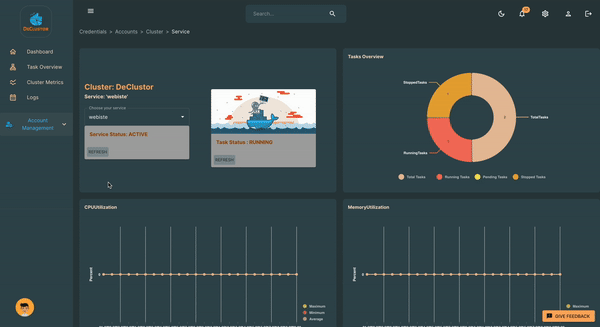 Search...
DECLUSTOR
Credentials > Accounts > Cluster > Service
Dashboard
Task Overview
Cluster Metrics
Logs
Account
Management
Cluster: DeClustor
Service: 'webiste'
Choose your service
webiste
Service Status: ACTIVE
REFRESH
Task Status : RUNNING
REFRESH
Tasks Overview
StoppedTasks
TotalTasks
RunningTasks
Total Tasks
Running Tasks
Pending Tasks
Stopped Tasks
CPUUtilization
Percent
0
Maximum
Minimum
Average
MemoryUtilization
Percent
0
Maximum
GIVE FEEDBACK